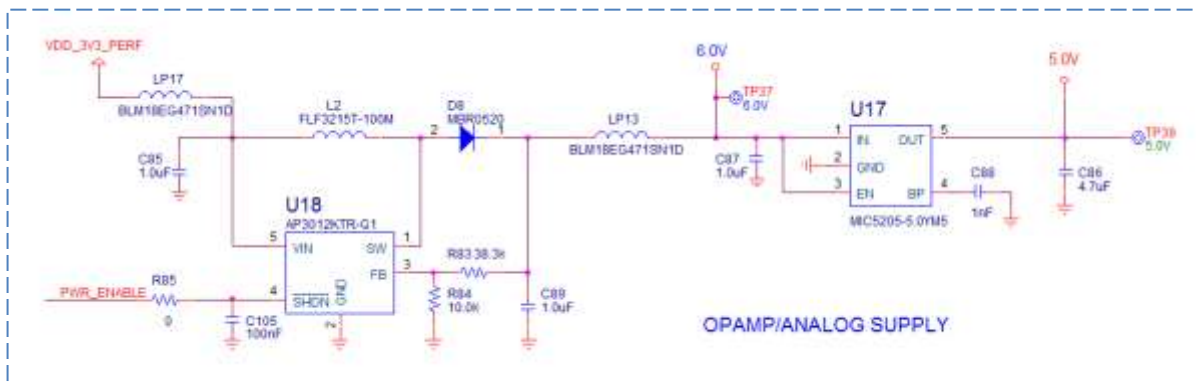 VDD_3V3_PERF
LP17
BLM18EG471SN1D
L2
FLF3215T-100M
D8
MBR0520
2
1
LP13
BLM18EG471SN1D
6.0V
TP37
6.0V
5.0V
U17
1
IN
OUT
5
2
GND
3
EN
BP
4
MIC5205-5.0YM5
TP38
5.0V
C85
1.0uF
C87
1.0uF
C88
1nF
C86
4.7uF
U18
AP3012KTR-G1
5
VIN
SW
1
FB
3
R83 38.3k
R84
10.0k
C89
1.0uF
PWR_ENABLE
R85
0
4
SHDN
GND
2
C105
100nF
OPAMP/ANALOG SUPPLY